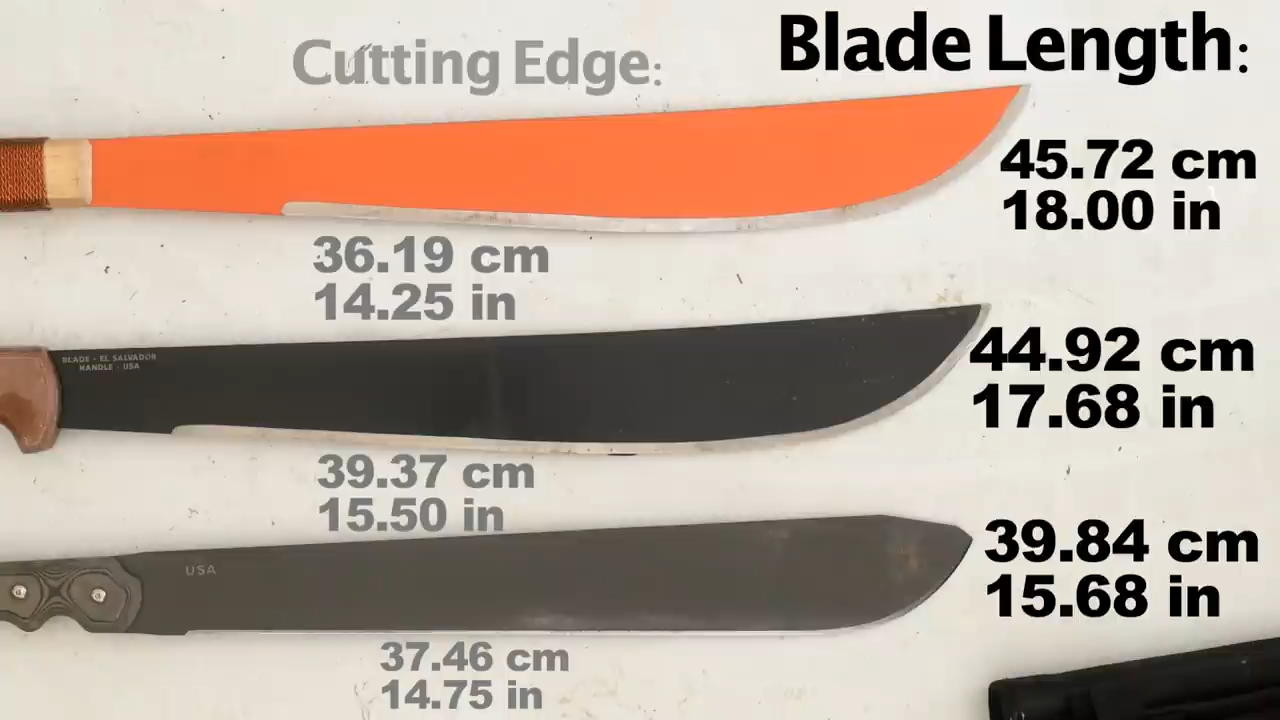 Cutting Edge:
Blade Length:
45.72 cm
18.00 in
36.19 cm
14.25 in
BLADE - EL SALVADOR
HANDLE - USA
44.92 cm
17.68 in
39.37 cm
15.50 in
USA
39.84 cm
15.68 in
37.46 cm
14.75 in